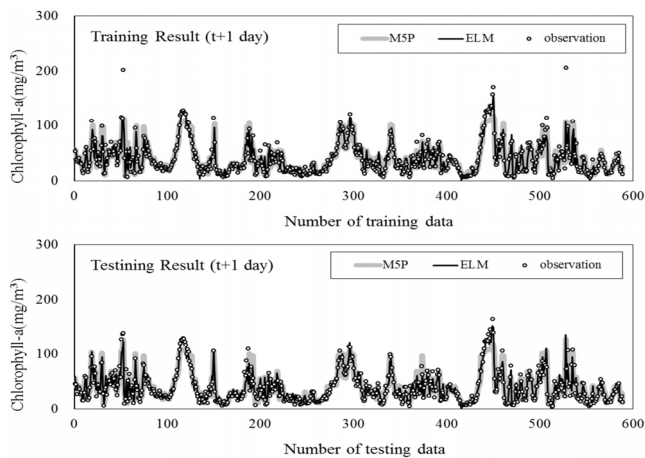 300
Training Result (t+1 day)
M5P
ELM
observation
200
100
0
Chlorophyll-a(mg/m³)
0 100 200 300 400 500 600
Number of training data
300
Testining Result (t+1 day)
M5P
ELM
observation
200
100
0
Chlorophyll-a(mg/m³)
0 100 200 300 400 500 600
Number of testing data